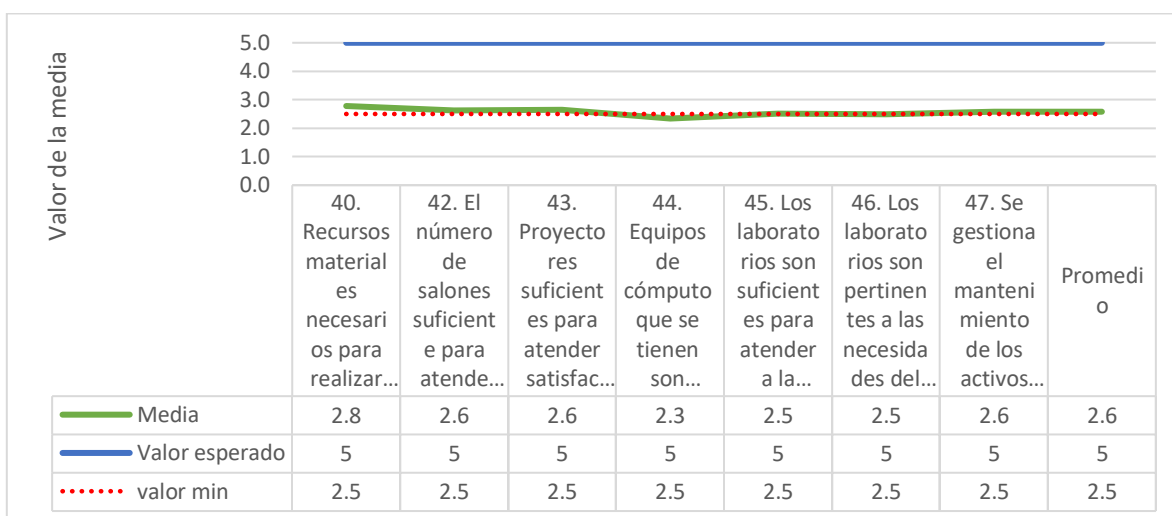 Valor de la media
5.0
4.0
3.0
2.0
1.0
0.0
40.
Recursos
material
es
necesari
os para
realizar...
42. El
número
de
salones
suficient
e para
atende...
43.
Proyecto
res
suficient
es para
atender
satisfac...
44.
Equipos
de
cómputo
que se
tienen
son...
45. Los
laborato
rios son
suficient
es para
atender
a la...
46. Los
laborato
rios son
pertinen
tes a las
necesida
des del...
47. Se
gestiona
el
manteni
miento
de los
activos...
Promedi
o
Media 2.8 2.6 2.6 2.3 2.5 2.5 2.6 2.6
Valor esperado 5 5 5 5 5 5 5 5
valor min 2.5 2.5 2.5 2.5 2.5 2.5 2.5 2.5